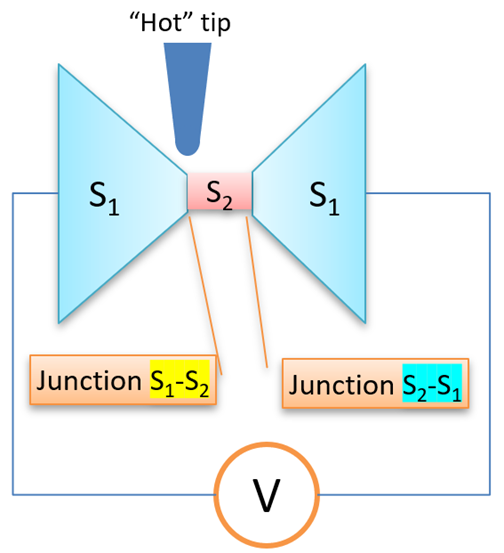 “Hot” tip
S₁
S₂
S₁
Junction S₁-S₂
Junction S₂-S₁
V